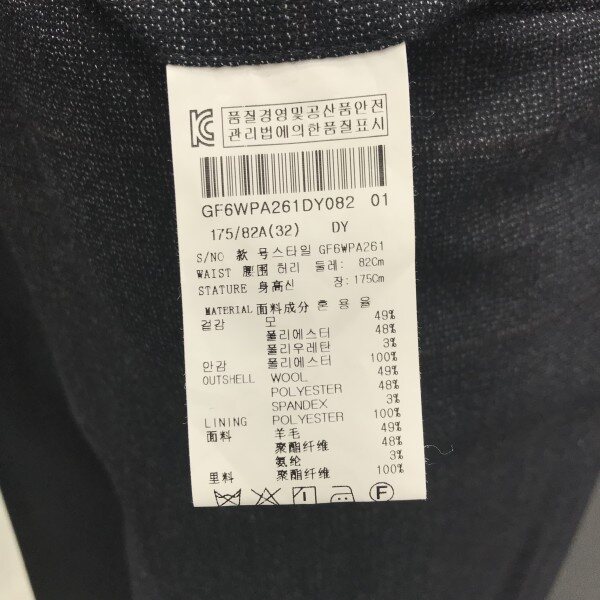 KC
품질경영및공산품안전
관리법에의한품질표시
GF6WPA261DY082 01
175/82A(32) DY
S/NO 款 号스타일 GF6WPA261
WAIST 腰围 허리 둘레: 82Cm
STATURE 身高신 장: 175Cm
MATERIAL 面料成分 혼 용 율
겉감 모 49%
폴리에스터 48%
폴리우레탄 3%
안감 폴리에스터 100%
OUTSHELL WOOL 49%
POLYESTER 48%
SPANDEX 3%
LINING POLYESTER 100%
面料 羊毛 49%
聚酯纤维 48%
氨纶 3%
里料 聚酯纤维 100%
F